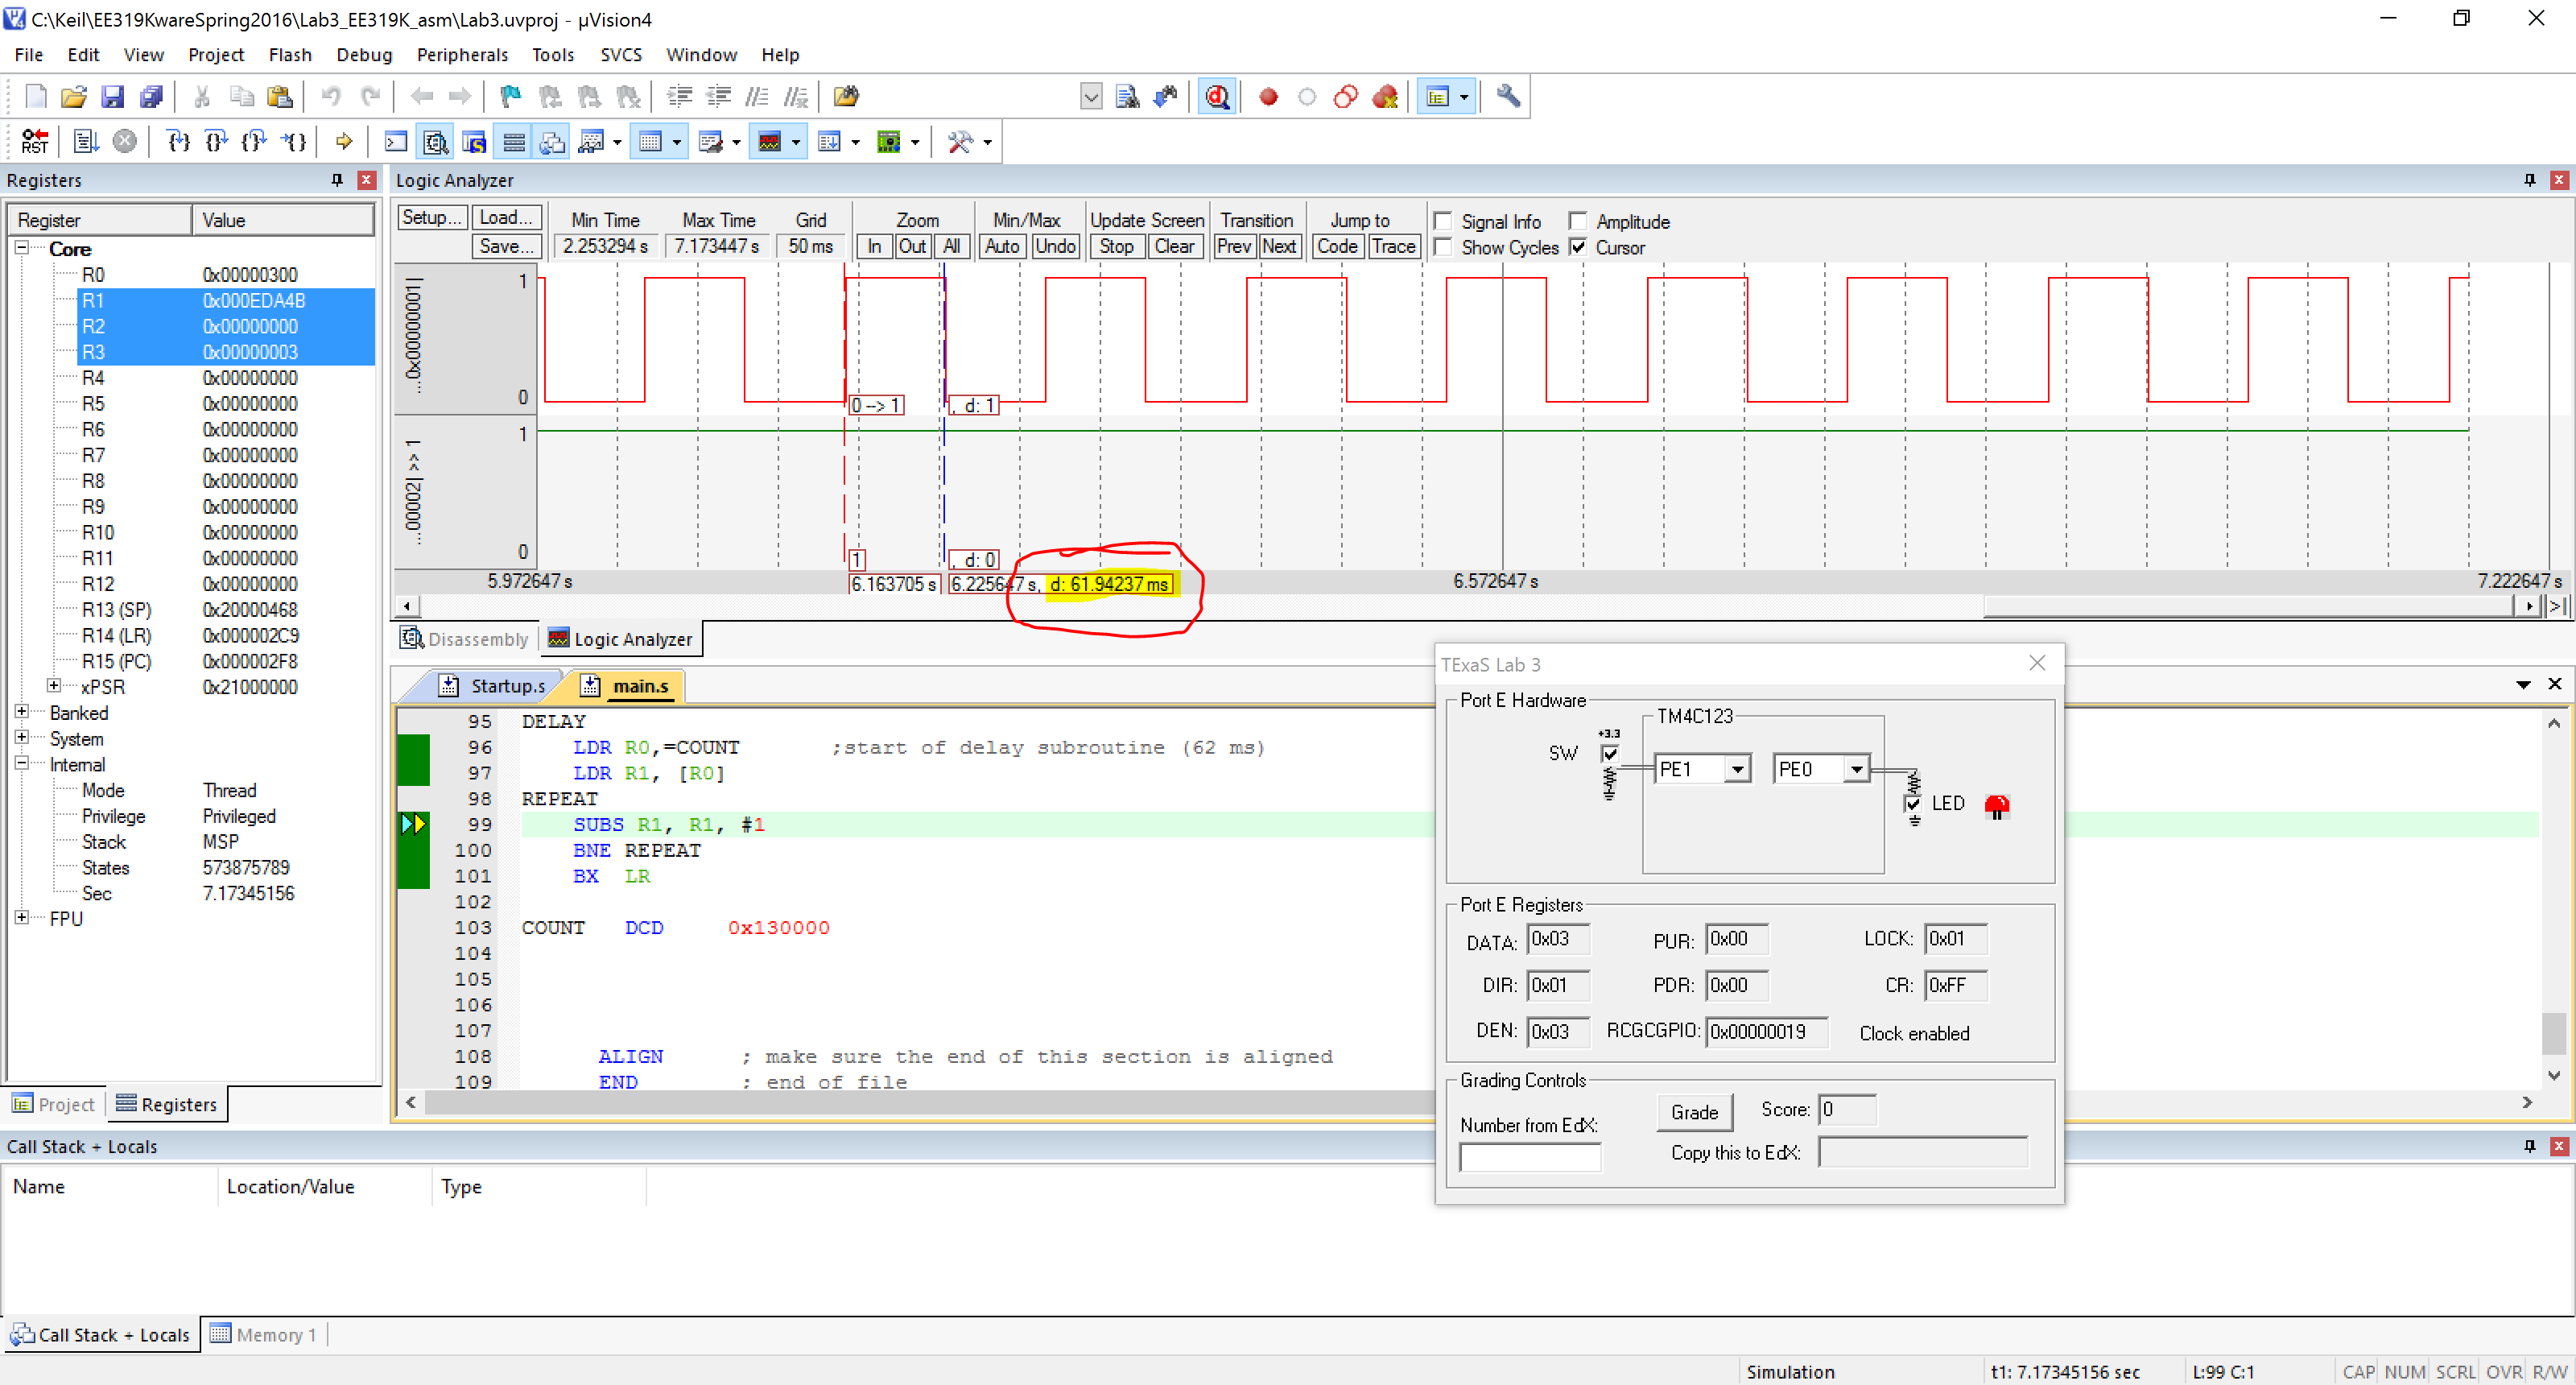 C:\Keil\EE319KwareSpring2016\Lab3_EE319K_asm\Lab3.uvproj - µVision4
File Edit View Project Flash Debug Peripherals Tools SVCS Window Help
RST
Registers
Register Value
Core
R0 0x00000300
R1 0x000EDA4B
R2 0x00000000
R3 0x00000003
R4 0x00000000
R5 0x00000000
R6 0x00000000
R7 0x00000000
R8 0x00000000
R9 0x00000000
R10 0x00000000
R11 0x00000000
R12 0x00000000
R13 (SP) 0x20000468
R14 (LR) 0x000002C9
R15 (PC) 0x000002F8
xPSR 0x21000000
Banked
System
Internal
Mode Thread
Privilege Privileged
Stack MSP
States 573875789
Sec 7.17345156
FPU
Project Registers
Logic Analyzer
Setup... Load... Min Time Max Time Grid Zoom Min/Max Update Screen Transition Jump to Signal Info Amplitude
Save... 2.253294 s 7.173447 s 50 ms In Out All Auto Undo Stop Clear Prev Next Code Trace Show Cycles Cursor
...0x00000001|
1
0
0 --> 1 , d: 1
...00002| >> 1
1
0
1 , d: 0
5.972647 s 6.163705 s 6.225647 s, d: 61.94237 ms 6.572647 s 7.222647 s
Disassembly Logic Analyzer
Startup.s main.s
95 DELAY
96 LDR R0,=COUNT ;start of delay subroutine (62 ms)
97 LDR R1, [R0]
98 REPEAT
99 SUBS R1, R1, #1
100 BNE REPEAT
101 BX LR
102
103 COUNT DCD 0x130000
104
105
106
107
108 ALIGN ; make sure the end of this section is aligned
109 END ; end of file
TExaS Lab 3
Port E Hardware
TM4C123
SW +3.3 PE1 PE0 LED
Port E Registers
DATA: 0x03 PUR: 0x00 LOCK: 0x01
DIR: 0x01 PDR: 0x00 CR: 0xFF
DEN: 0x03 RCGCGPIO: 0x00000019 Clock enabled
Grading Controls
Number from EdX: Grade Score: 0
Copy this to EdX:
Call Stack + Locals
Name Location/Value Type
Call Stack + Locals Memory 1
Simulation t1: 7.17345156 sec L:99 C:1 CAP NUM SCRL OVR R/W